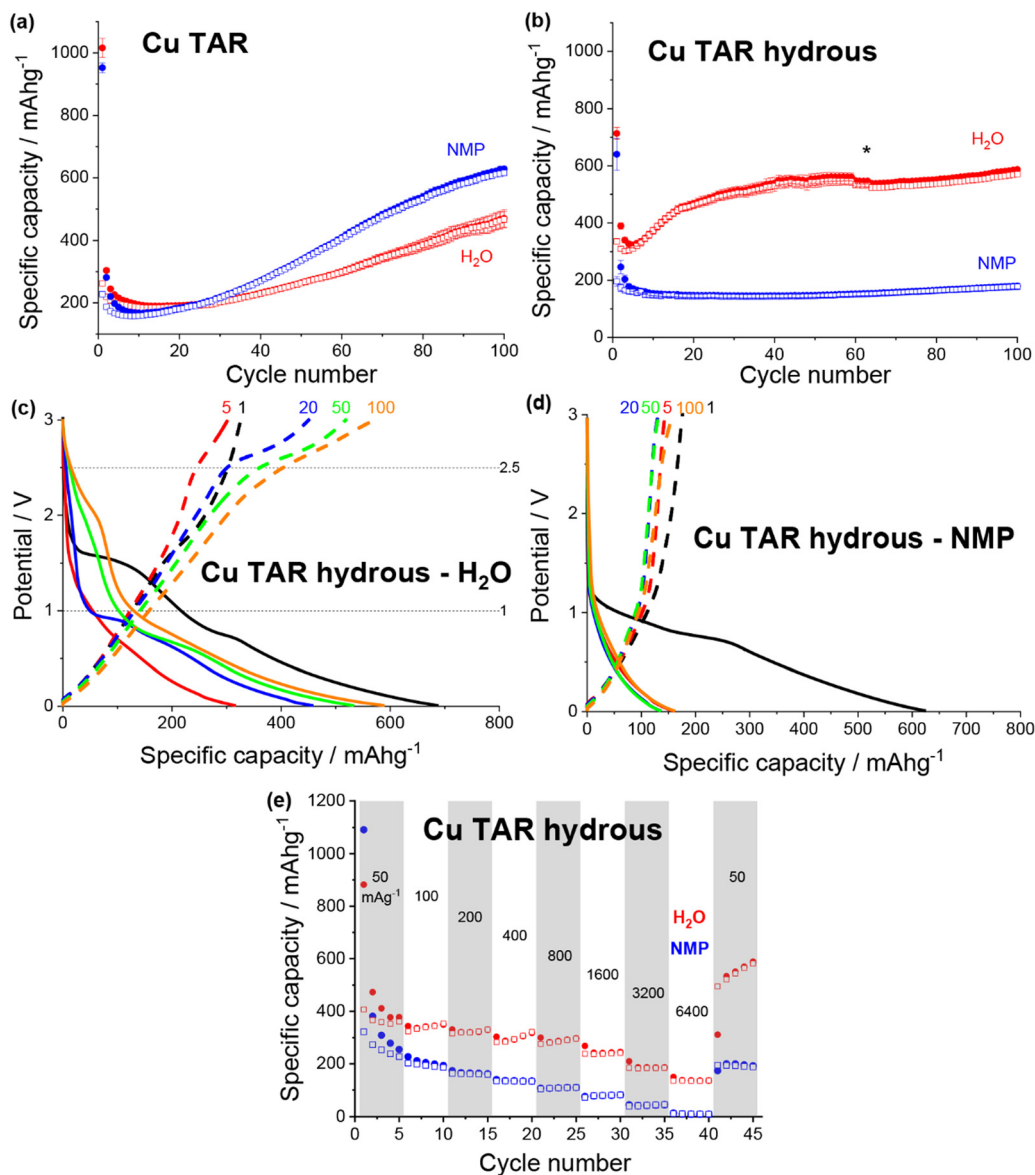 (a)
Cu TAR
Specific capacity / mAhg⁻¹
1000
800
600
400
200
NMP
H₂O
0 20 40 60 80 100
Cycle number
(b)
Cu TAR hydrous
Specific capacity / mAhg⁻¹
1000
800
600
400
200
0
*
H₂O
NMP
0 20 40 60 80 100
Cycle number
(c)
5 1 20 50 100
Potential / V
3
2
1
0
2.5
1
Cu TAR hydrous - H₂O
0 200 400 600 800
Specific capacity / mAhg⁻¹
(d)
20 50 5 100 1
Potential / V
3
2
1
0
Cu TAR hydrous - NMP
0 100 200 300 400 500 600 700 800
Specific capacity / mAhg⁻¹
(e)
Cu TAR hydrous
Specific capacity / mAhg⁻¹
1200
1000
800
600
400
200
0
50
mAg⁻¹
100
200
400
800
1600
3200
6400
50
H₂O
NMP
0 5 10 15 20 25 30 35 40 45
Cycle number